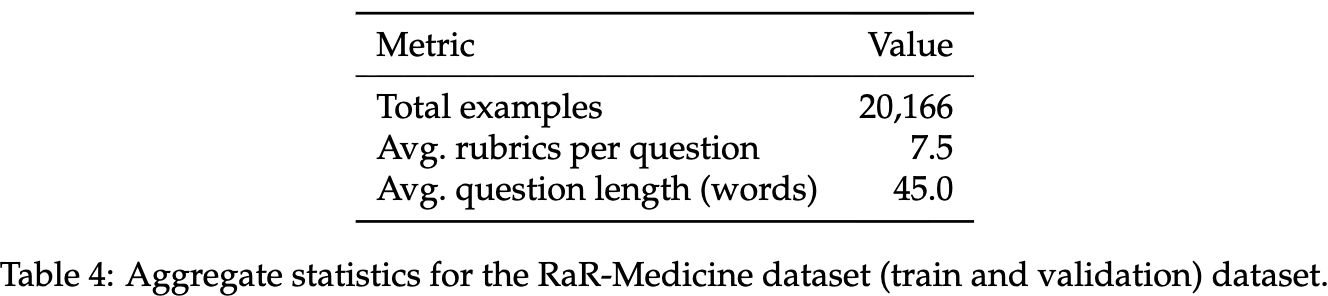 Metric Value
Total examples 20,166
Avg. rubrics per question 7.5
Avg. question length (words) 45.0
Table 4: Aggregate statistics for the RaR-Medicine dataset (train and validation) dataset.